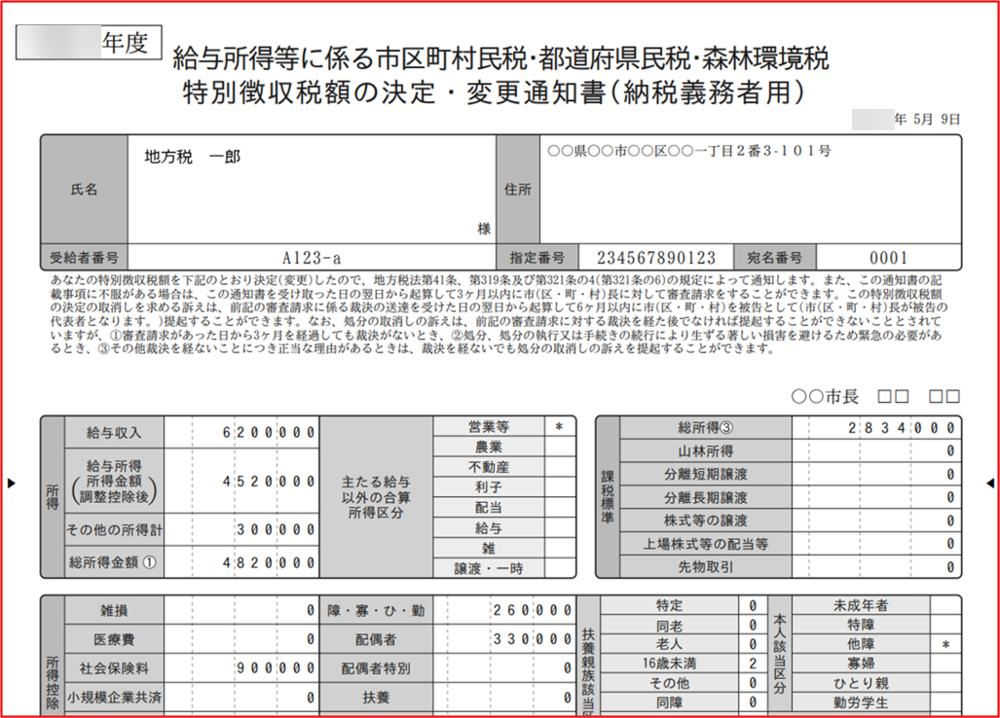 年度
給与所得等に係る市区町村民税・都道府県民税・森林環境税
特別徴収税額の決定・変更通知書(納税義務者用)
年 5月 9日
氏名
地方税 一郎
様
住所
〇〇県〇〇市〇〇区〇〇一丁目2番3-101号
受給者番号 A123-a 指定番号 234567890123 宛名番号 0001
あなたの特別徴収税額を下記のとおり決定(変更)したので、地方税法第41条、第319条及び第321条の4(第321条の6)の規定によって通知します。また、この通知書の記
載事項に不服がある場合は、この通知書を受け取った日の翌日から起算して3ヶ月以内に市(区・町・村)長に対して審査請求をすることができます。この特別徴収税額
の決定の取消しを求める訴えは、前記の審査請求に係る裁決の送達を受けた日の翌日から起算して6ヶ月以内に市(区・町・村)を被告として(市(区・町・村)長が被告の
代表者となります。)提起することができます。なお、処分の取消しの訴えは、前記の審査請求に対する裁決を経た後でなければ提起することができないこととされて
いますが、①審査請求があった日から3ヶ月を経過しても裁決がないとき、②処分、処分の執行又は手続きの続行により生ずる著しい損害を避けるため緊急の必要があ
るとき、③その他裁決を経ないことにつき正当な理由があるときは、裁決を経ないでも処分の取消しの訴えを提起することができます。
〇〇市長 □□ □□
所得
給与収入 6200000
給与所得
所得金額
(調整控除後)
4520000
その他の所得計 300000
総所得金額① 4820000
主たる給与
以外の合算
所得区分
営業等 *
農業
不動産
利子
配当
給与
雑
譲渡・一時
課税標準
総所得③ 2834000
山林所得 0
分離短期譲渡 0
分離長期譲渡 0
株式等の譲渡 0
上場株式等の配当等 0
先物取引 0
所得控除
雑損 0
医療費 0
社会保険料 900000
小規模企業共済 0
障・寡・ひ・勤 260000
配偶者 330000
配偶者特別 0
扶養 0
扶養親族該当区
特定 0
同老 0
老人 0
16歳未満 2
その他 0
同障 0
本人該当区分
未成年者
特障
他障 *
寡婦
ひとり親
勤労学生